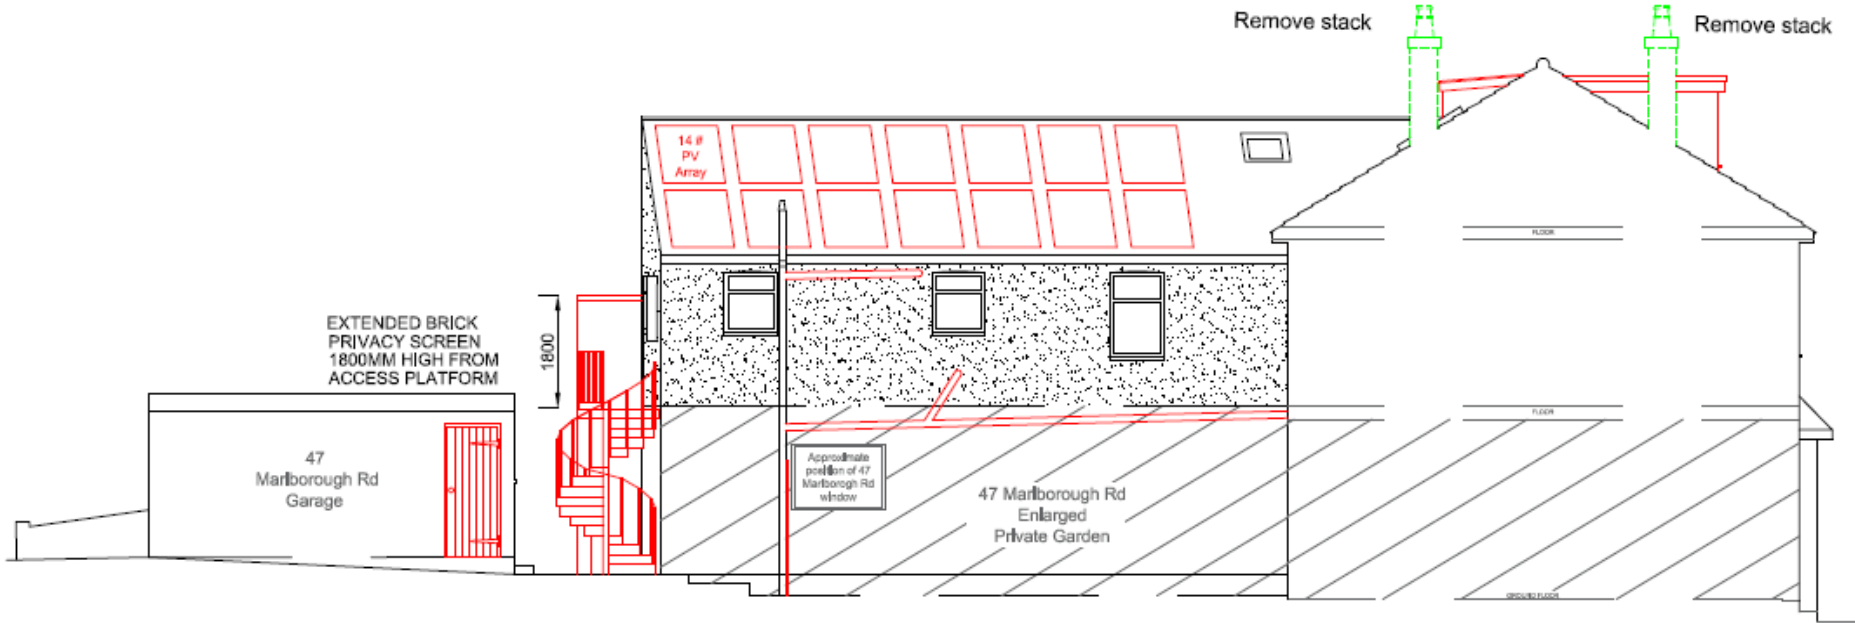 Remove stack
Remove stack
14 #
PV
Array
FLOOR
EXTENDED BRICK
PRIVACY SCREEN
1800MM HIGH FROM
ACCESS PLATFORM
1800
FLOOR
47
Marlborough Rd
Garage
Approximate
position of 47
Marlborogh Rd
window
47 Marlborough Rd
Enlarged
Private Garden
GROUND FLOOR